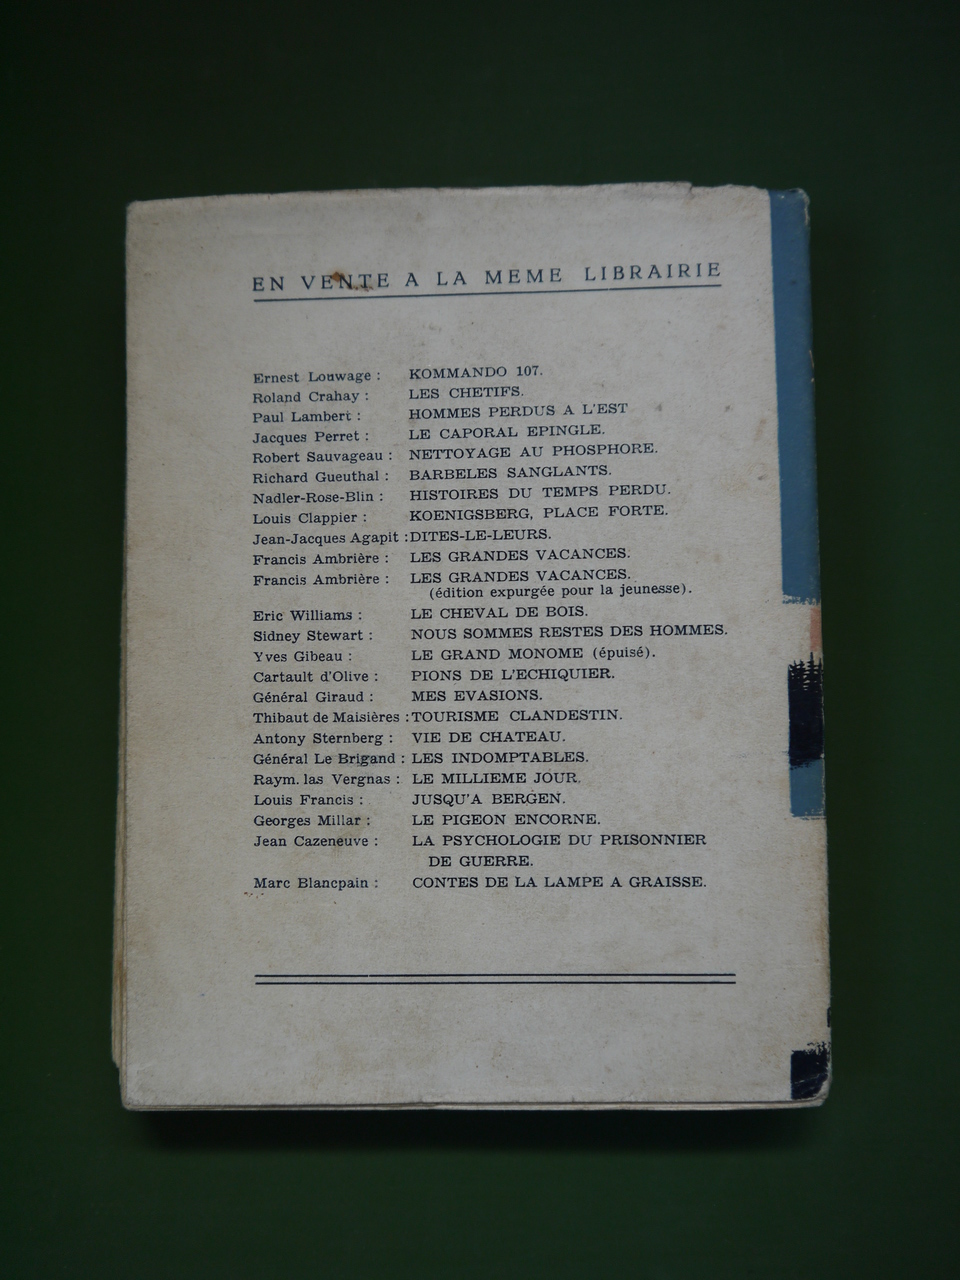 EN VENTE A LA MEME LIBRAIRIE
Ernest Louwage : KOMMANDO 107.
Roland Crahay : LES CHETIFS.
Paul Lambert : HOMMES PERDUS A L'EST
Jacques Perret : LE CAPORAL EPINGLE.
Robert Sauvageau : NETTOYAGE AU PHOSPHORE.
Richard Gueuthal : BARBELES SANGLANTS.
Nadler-Rose-Blin : HISTOIRES DU TEMPS PERDU.
Louis Clappier : KOENIGSBERG, PLACE FORTE.
Jean-Jacques Agapit : DITES-LE-LEURS.
Francis Ambrière : LES GRANDES VACANCES.
Francis Ambrière : LES GRANDES VACANCES.
(édition expurgée pour la jeunesse).
Eric Williams : LE CHEVAL DE BOIS.
Sidney Stewart : NOUS SOMMES RESTES DES HOMMES.
Yves Gibeau : LE GRAND MONOME (épuisé).
Cartault d'Olive : PIONS DE L'ECHIQUIER.
Général Giraud : MES EVASIONS.
Thibaut de Maisières : TOURISME CLANDESTIN.
Antony Sternberg : VIE DE CHATEAU.
Général Le Brigand : LES INDOMPTABLES.
Raym. las Vergnas : LE MILLIEME JOUR.
Louis Francis : JUSQU'A BERGEN.
Georges Millar : LE PIGEON ENCORNE.
Jean Cazeneuve : LA PSYCHOLOGIE DU PRISONNIER
DE GUERRE.
Marc Blancpain : CONTES DE LA LAMPE A GRAISSE.